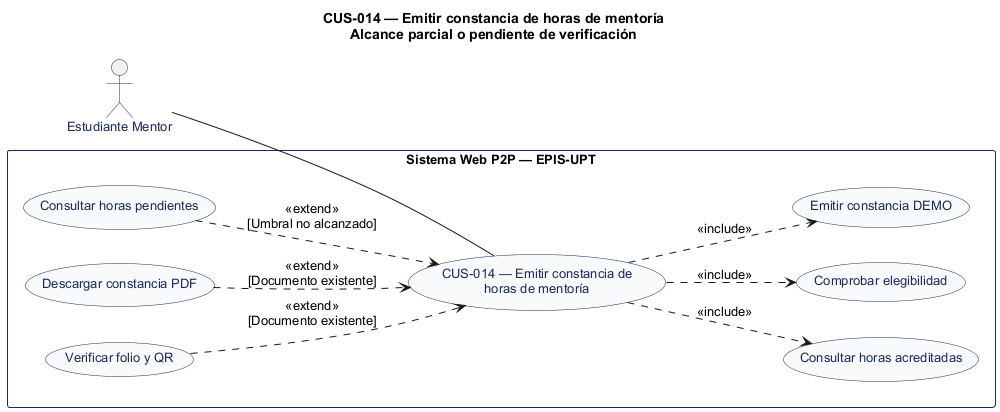 CUS-014 — Emitir constancia de horas de mentoría
Alcance parcial o pendiente de verificación
Estudiante Mentor
Sistema Web P2P — EPIS-UPT
Consultar horas pendientes
«extend»
[Umbral no alcanzado]
Descargar constancia PDF
«extend»
[Documento existente]
Verificar folio y QR
«extend»
[Documento existente]
CUS-014 — Emitir constancia de
horas de mentoría
«include»
Emitir constancia DEMO
«include»
Comprobar elegibilidad
«include»
Consultar horas acreditadas